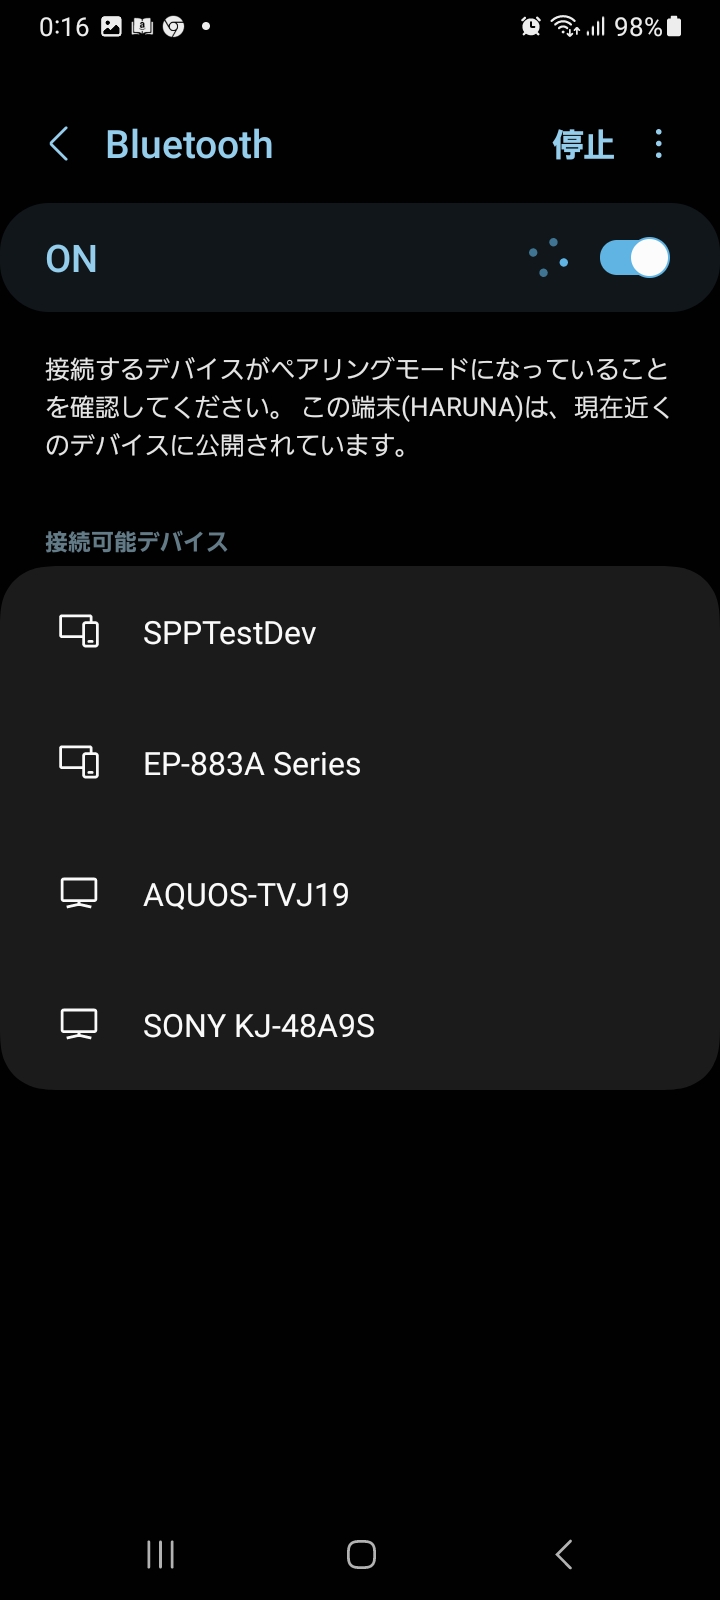 0:16 98%
Bluetooth 停止
ON
接続するデバイスがペアリングモードになっていること
を確認してください。 この端末(HARUNA)は、現在近く
のデバイスに公開されています。
接続可能デバイス
SPPTestDev
EP-883A Series
AQUOS-TVJ19
SONY KJ-48A9S